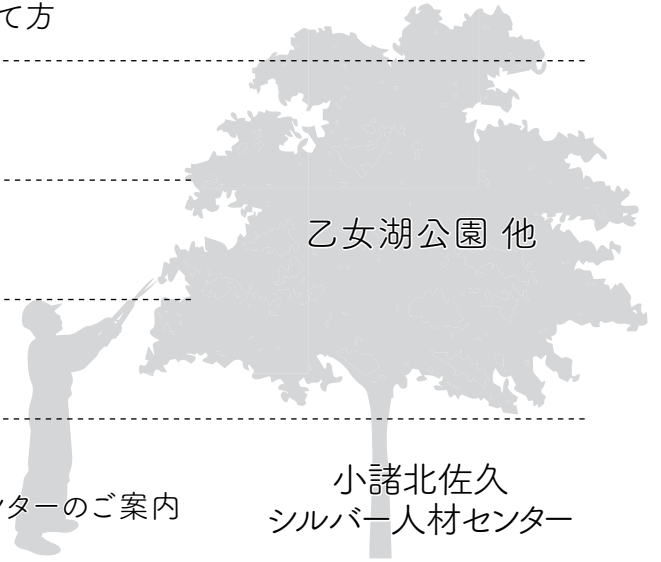 て方
乙女湖公園 他
ンターのご案内
小諸北佐久
シルバー人材センター